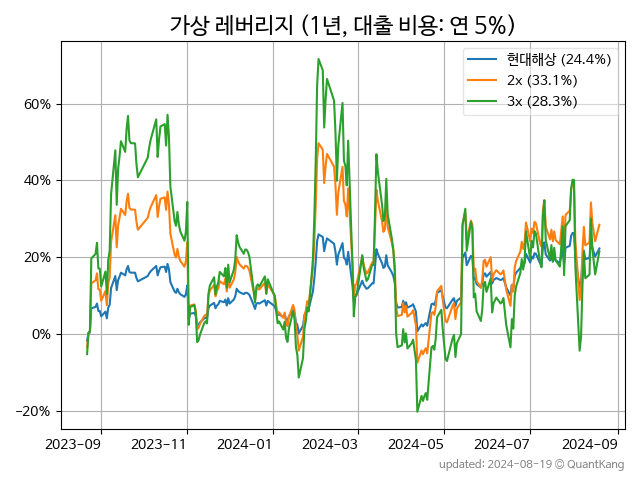 가상 레버리지 (1년, 대출 비용: 연 5%)
현대해상 (24.4%)
2x (33.1%)
3x (28.3%)
60%
40%
20%
0%
−20%
2023-09 2023-11 2024-01 2024-03 2024-05 2024-07 2024-09
updated: 2024-08-19 © QuantKang